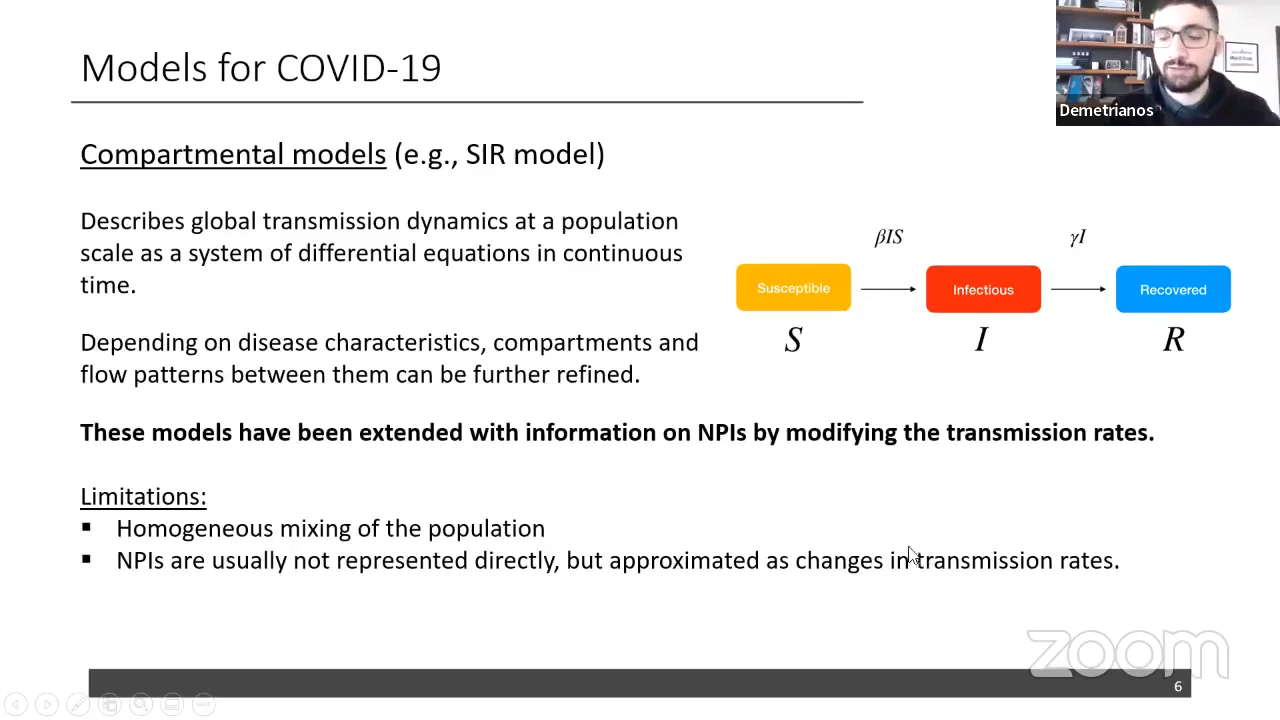 Models for COVID-19
Demetrianos
Compartmental models (e.g., SIR model)
Describes global transmission dynamics at a population
scale as a system of differential equations in continuous
time.
βIS
γI
Susceptible
Infectious
Recovered
S
I
R
Depending on disease characteristics, compartments and
flow patterns between them can be further refined.
These models have been extended with information on NPIs by modifying the transmission rates.
Limitations:
▪ Homogeneous mixing of the population
▪ NPIs are usually not represented directly, but approximated as changes in transmission rates.
zoom
6